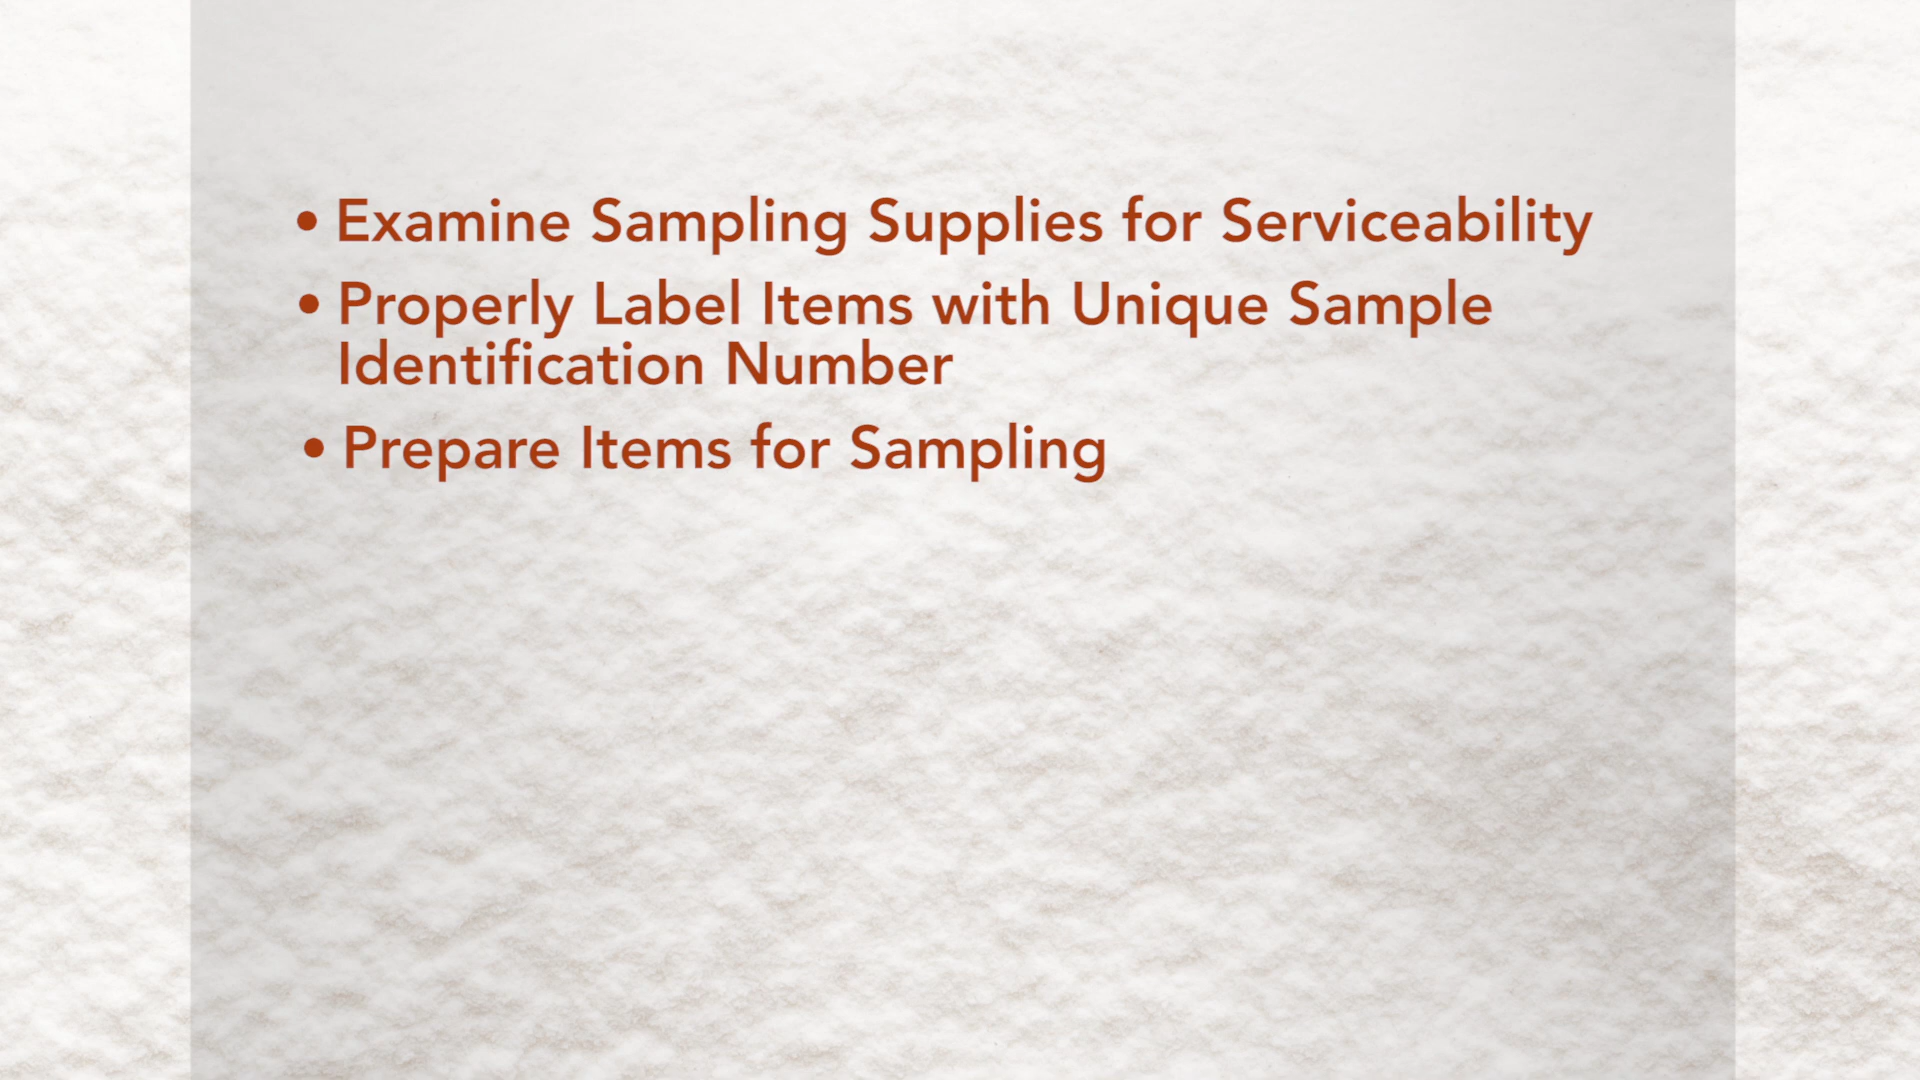 • Examine Sampling Supplies for Serviceability
• Properly Label Items with Unique Sample
Identification Number
• Prepare Items for Sampling